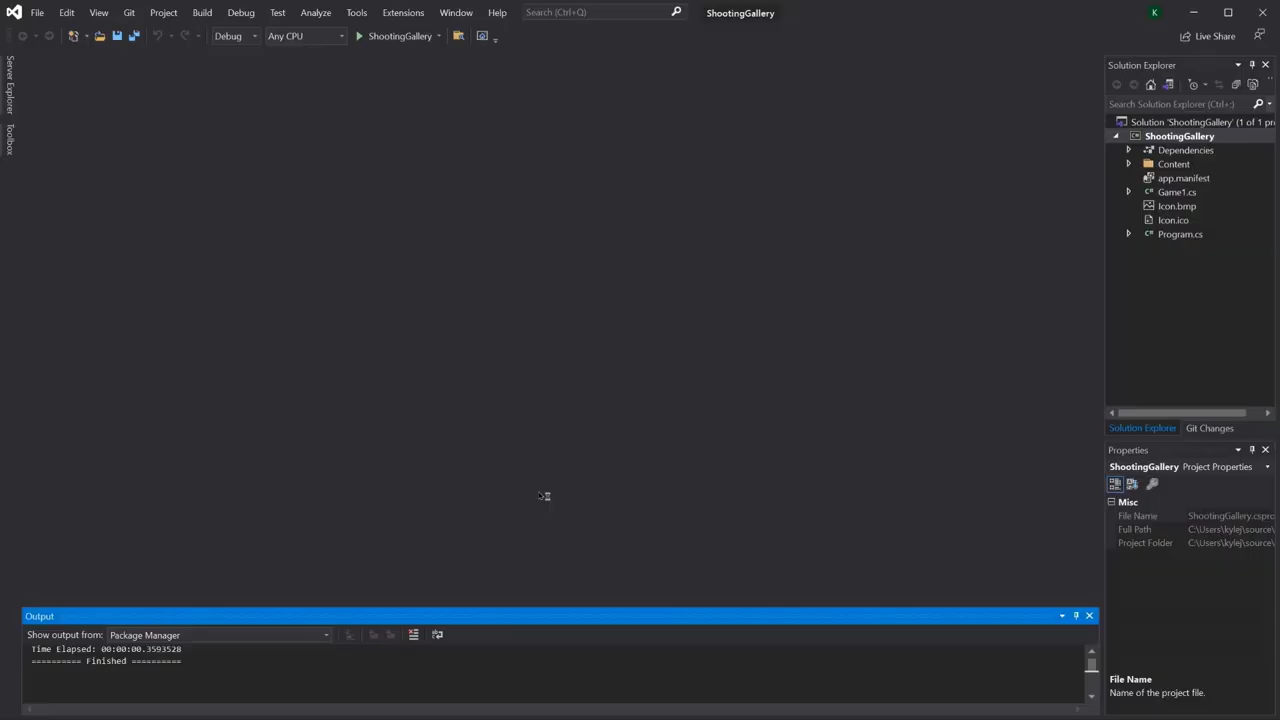 File Edit View Git Project Build Debug Test Analyze Tools Extensions Window Help Search (Ctrl+Q) ShootingGallery K
Debug Any CPU ShootingGallery Live Share
Server Explorer
Toolbox
Solution Explorer
Search Solution Explorer (Ctrl+;)
Solution 'ShootingGallery' (1 of 1 pr
ShootingGallery
Dependencies
Content
app.manifest
Game1.cs
Icon.bmp
Icon.ico
Program.cs
Solution Explorer Git Changes
Properties
ShootingGallery Project Properties
Misc
File Name ShootingGallery.cspro
Full Path C:\Users\kylej\source\
Project Folder C:\Users\kylej\source\
File Name
Name of the project file.
Output
Show output from: Package Manager
Time Elapsed: 00:00:00.3593528
========== Finished ==========